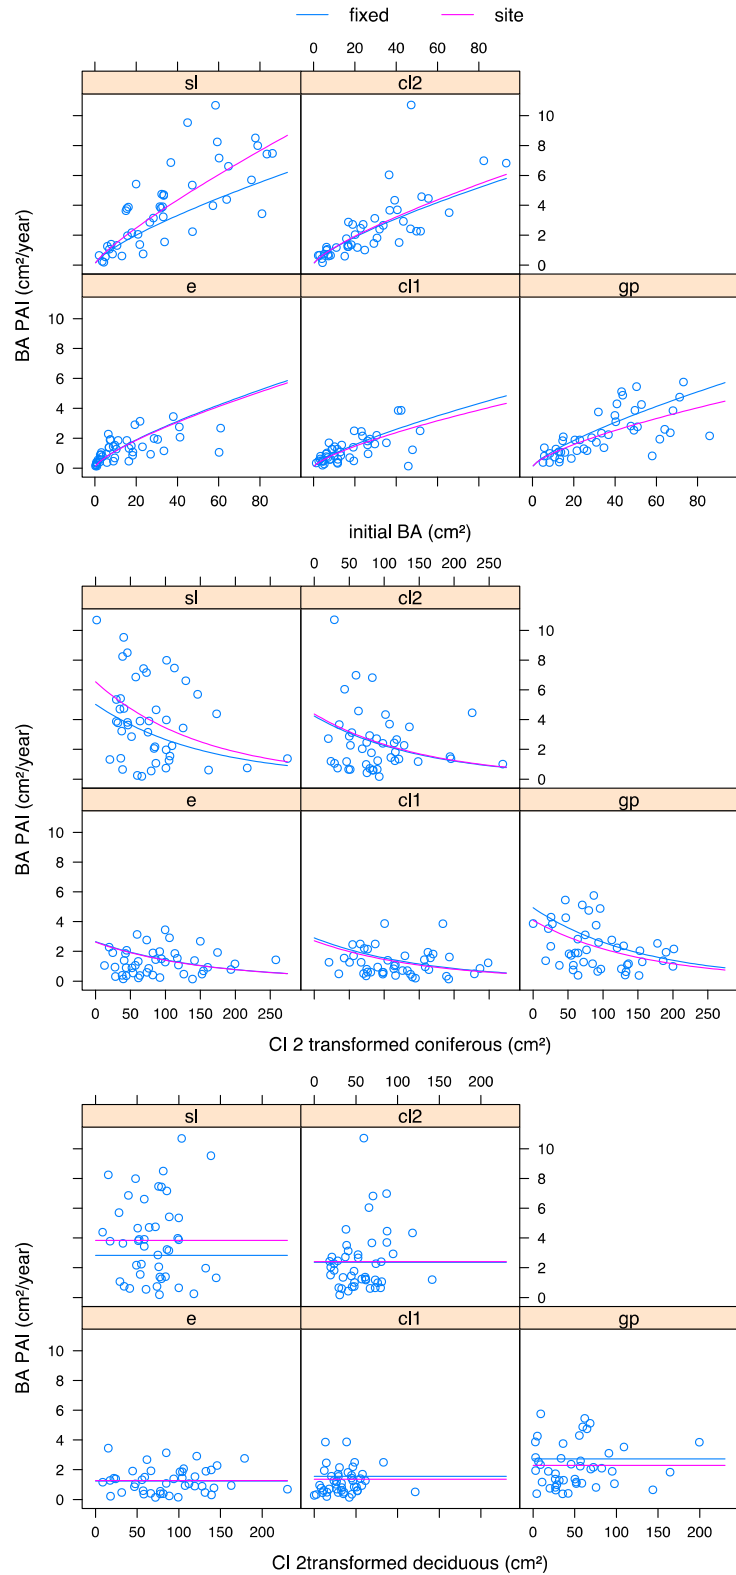 fixed site
0 20 40 60 80
sl cl2
0 2 4 6 8 10
e cl1 gp
0 2 4 6 8 10
BA PAI (cm²/year)
0 20 40 60 80 0 20 40 60 80
initial BA (cm²)
0 50 100 150 200 250
sl cl2
0 2 4 6 8 10
e cl1 gp
0 2 4 6 8 10
BA PAI (cm²/year)
0 50 100 150 200 250 0 50 100 150 200 250
CI 2 transformed coniferous (cm²)
0 50 100 150 200
sl cl2
0 2 4 6 8 10
e cl1 gp
0 2 4 6 8 10
BA PAI (cm²/year)
0 50 100 150 200 0 50 100 150 200
CI 2transformed deciduous (cm²)